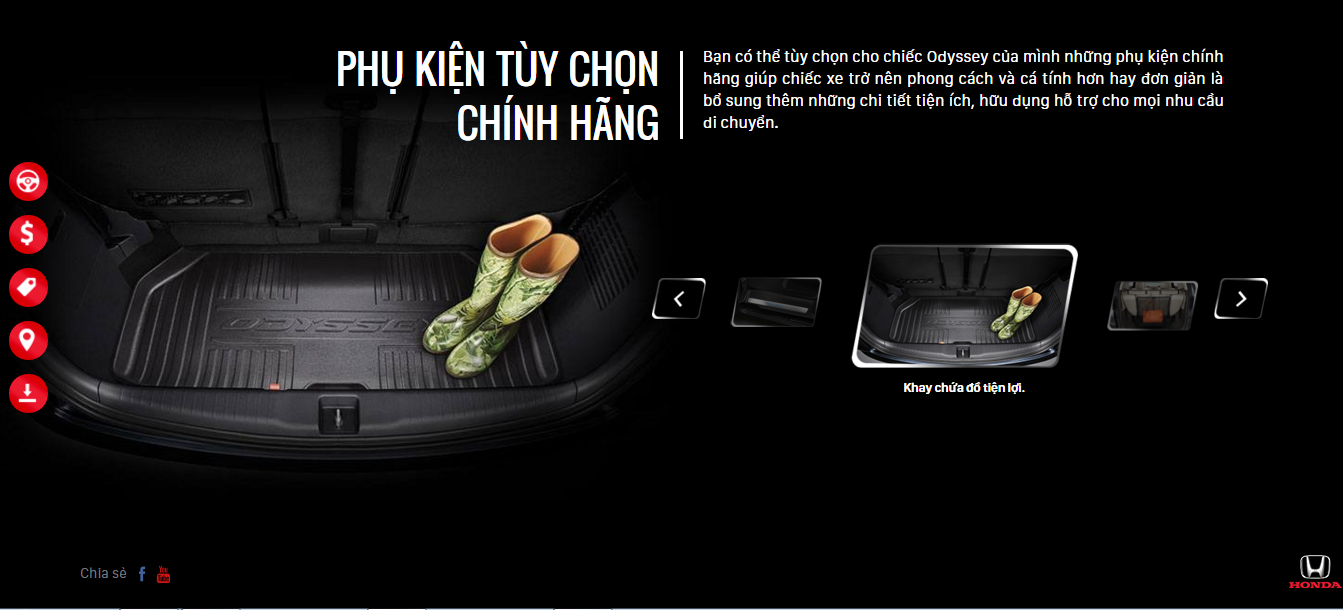 PHỤ KIỆN TÙY CHỌN
CHÍNH HÃNG
Bạn có thể tùy chọn cho chiếc Odyssey của mình những phụ kiện chính
hãng giúp chiếc xe trở nên phong cách và cá tính hơn hay đơn giản là
bổ sung thêm những chi tiết tiện ích, hữu dụng hỗ trợ cho mọi nhu cầu
di chuyển.
$
ODYSSEY
Khay chứa đồ tiện lợi.
Chia sẻ f You Tube
HONDA